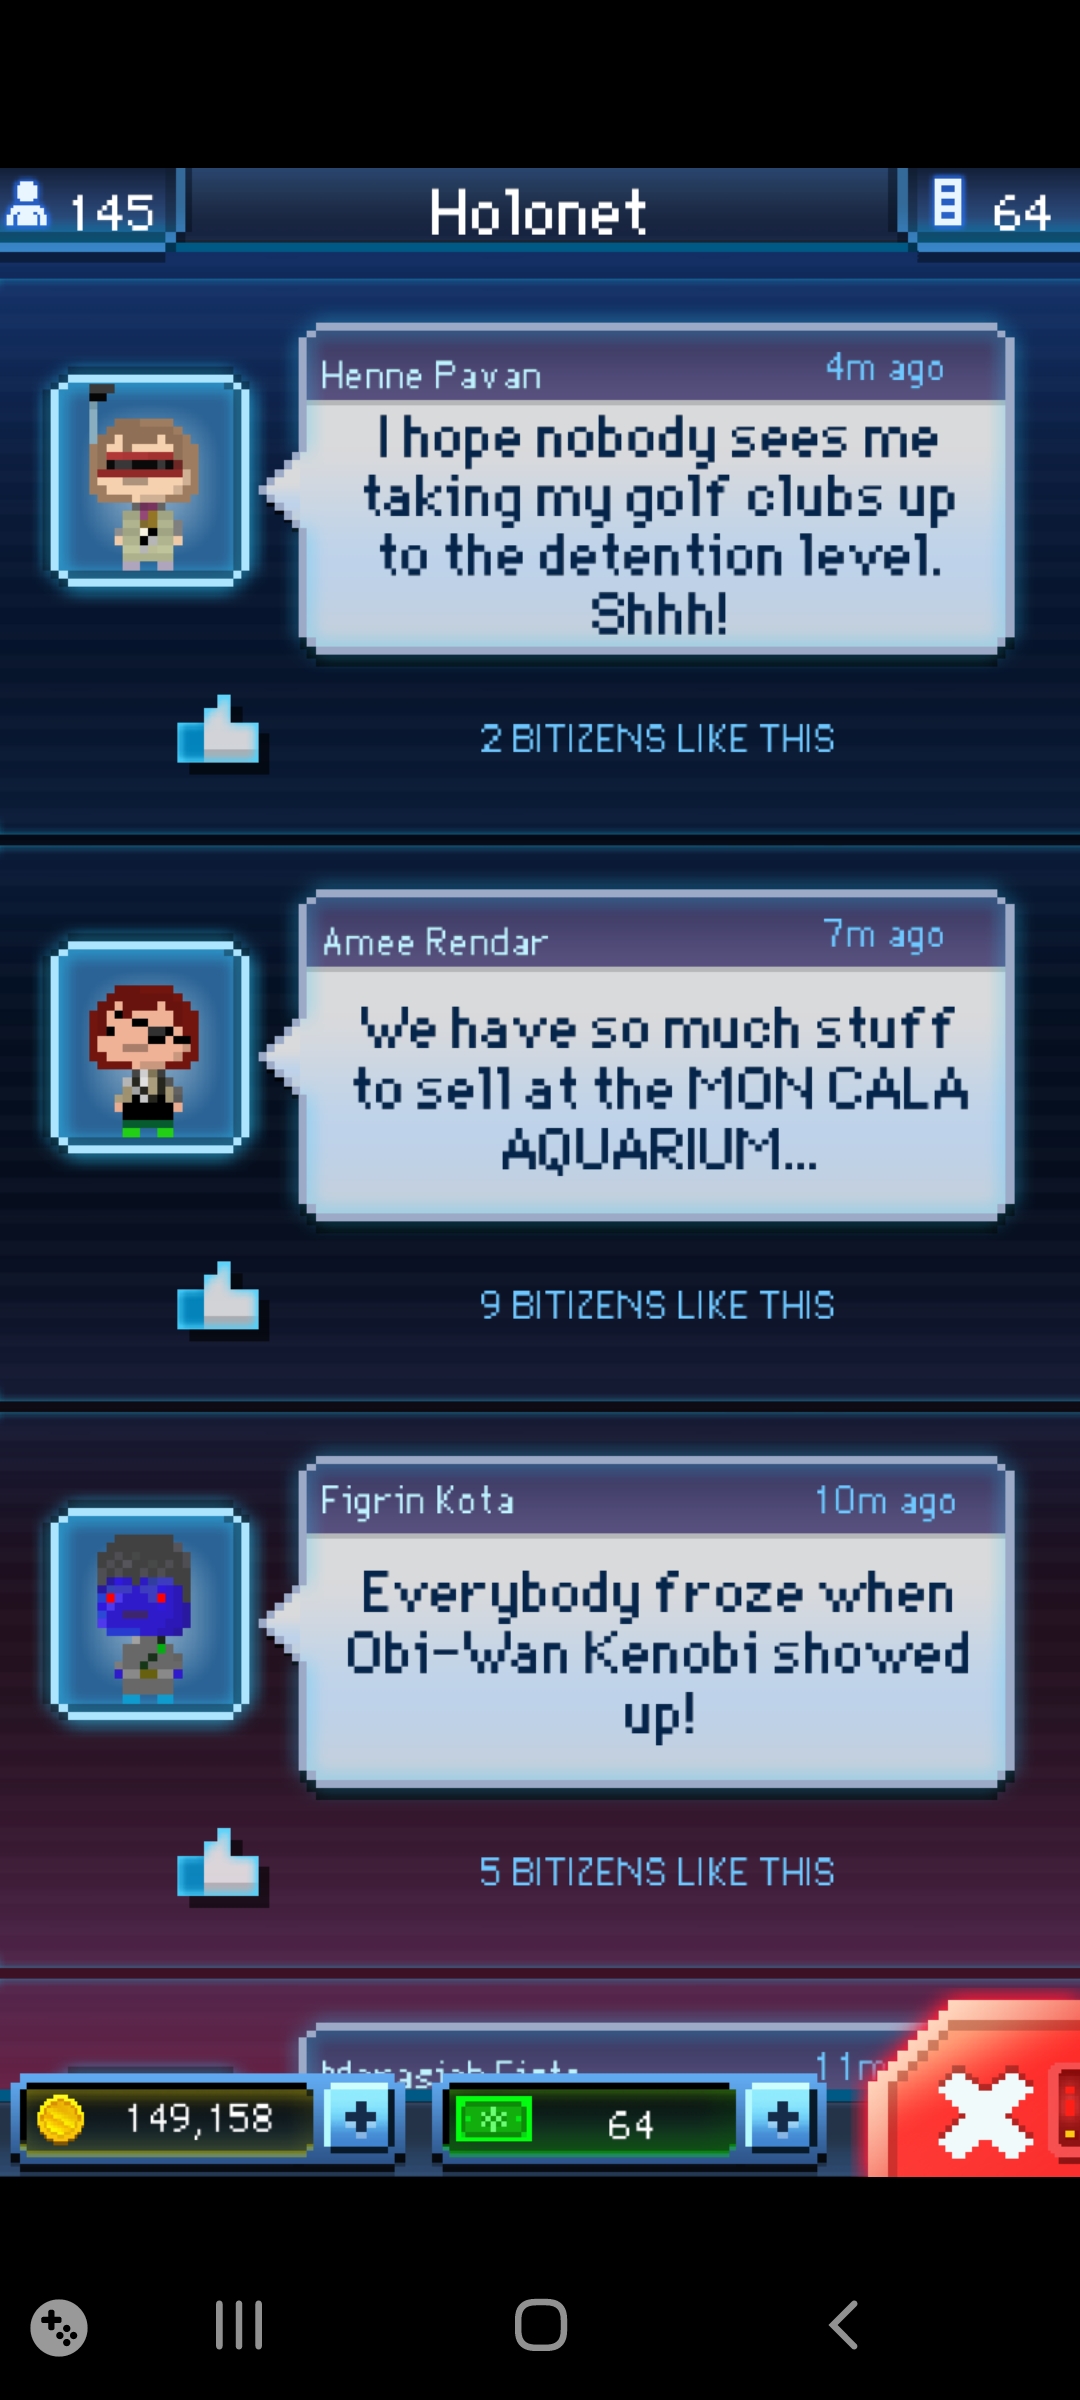 145 Holonet 64
Henne Pavan 4m ago
I hope nobody sees me
taking my golf clubs up
to the detention level.
Shhh!
2 BITIZENS LIKE THIS
Amee Rendar 7m ago
We have so much stuff
to sell at the MON CALA
AQUARIUM...
9 BITIZENS LIKE THIS
Figrin Kota 10m ago
Everybody froze when
Obi-Wan Kenobi showed
up!
5 BITIZENS LIKE THIS
11m
149,158 64